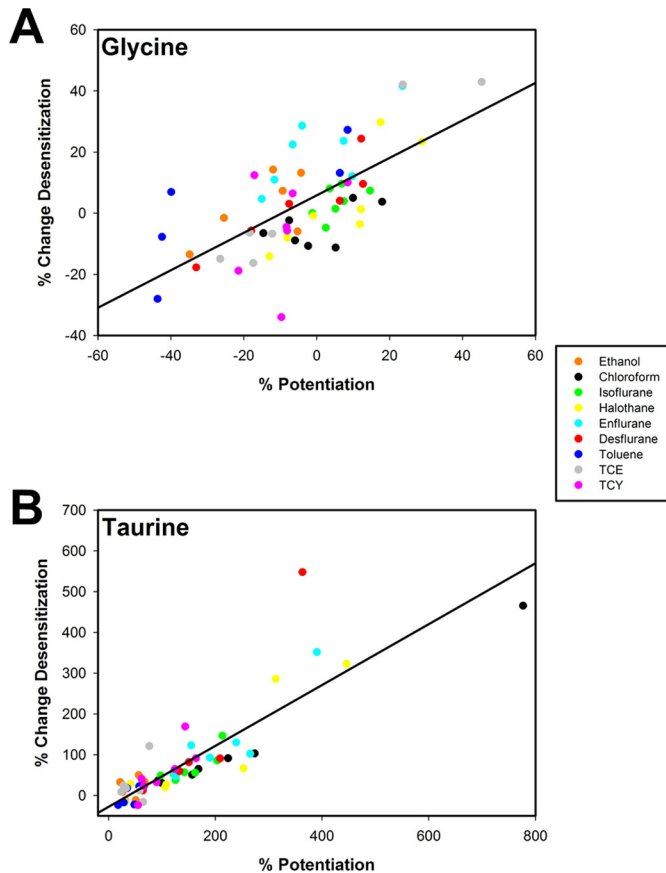 A
Glycine
60
40
20
0
-20
-40
% Change Desensitization
-60 -40 -20 0 20 40 60
% Potentiation
Ethanol
Chloroform
Isoflurane
Halothane
Enflurane
Desflurane
Toluene
TCE
TCY
B
Taurine
700
600
500
400
300
200
100
0
% Change Desensitization
0 200 400 600 800
% Potentiation